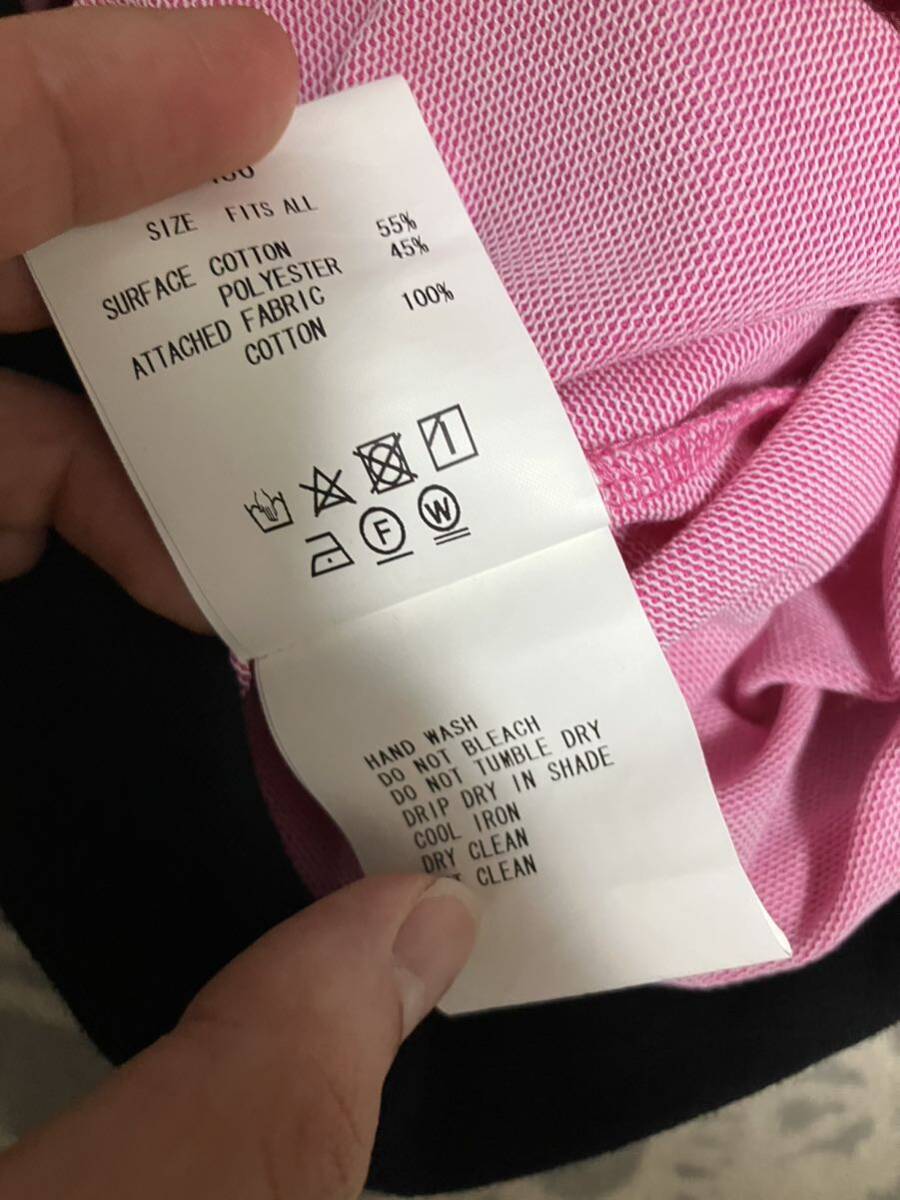 SIZE FITS ALL
SURFACE COTTON 55%
POLYESTER 45%
ATTACHED FABRIC
COTTON 100%
F W
HAND WASH
DO NOT BLEACH
DO NOT TUMBLE DRY
DRIP DRY IN SHADE
COOL IRON
DRY CLEAN
CLEAN